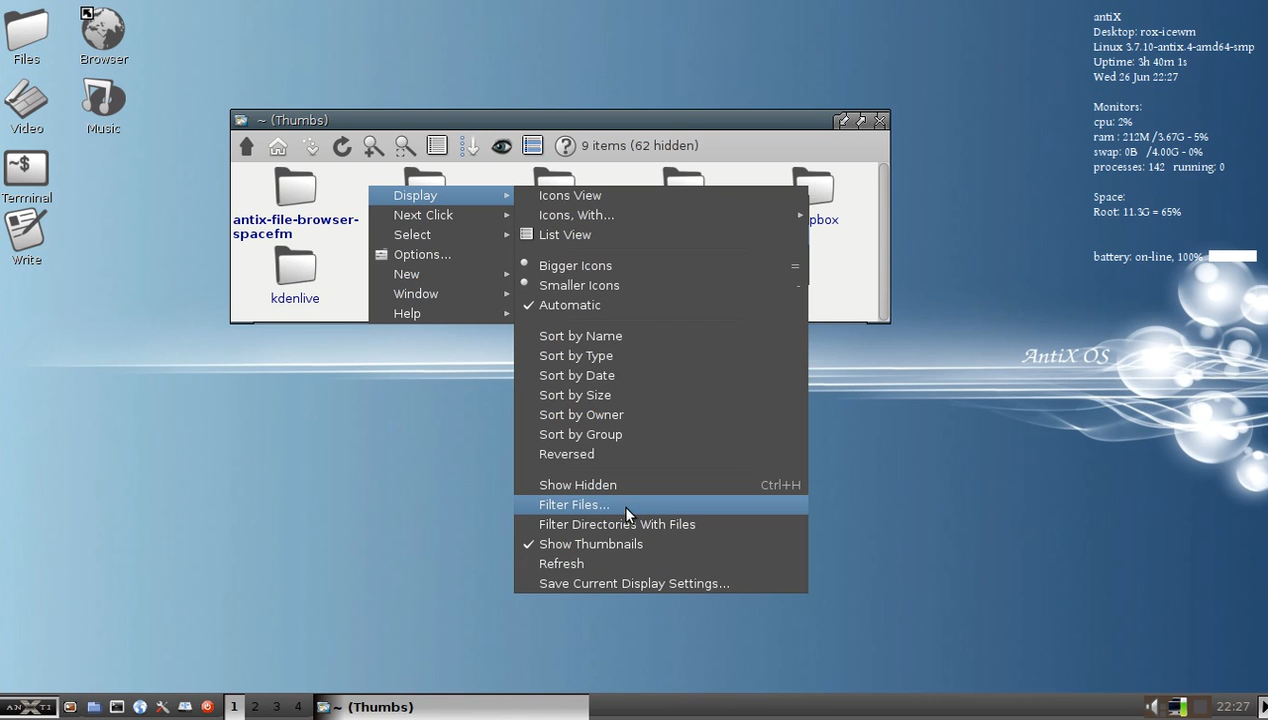 Files
Browser
Video
Music
~$
Terminal
Write
antiX
Desktop: rox-icewm
Linux 3.7.10-antix.4-amd64-smp
Uptime: 3h 40m 1s
Wed 26 Jun 22:27
Monitors:
cpu: 2%
ram : 212M /3.67G - 5%
swap: 0B /4.00G - 0%
processes: 142 running: 0
Space:
Root: 11.3G = 65%
battery: on-line, 100%
AntiX OS
~ (Thumbs)
9 items (62 hidden)
antix-file-browser-
spacefm
pbox
kdenlive
Display
Next Click
Select
Options...
New
Window
Help
Icons View
Icons, With...
List View
Bigger Icons =
Smaller Icons -
Automatic
Sort by Name
Sort by Type
Sort by Date
Sort by Size
Sort by Owner
Sort by Group
Reversed
Show Hidden Ctrl+H
Filter Files...
Filter Directories With Files
Show Thumbnails
Refresh
Save Current Display Settings...
1 2 3 4 ~ (Thumbs) 22:27